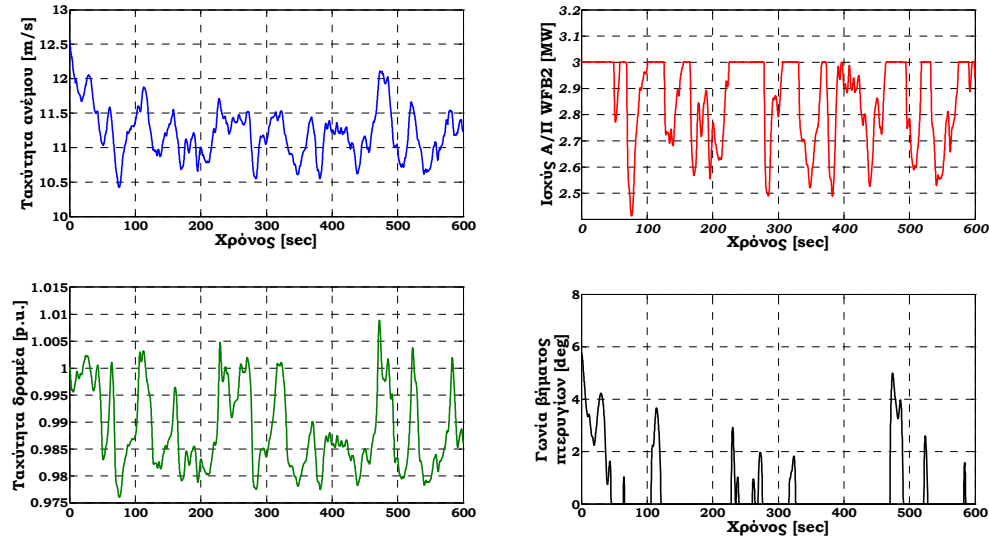 13
12.5
12
11.5
11
10.5
10
0 100 200 300 400 500 600
Ταχύτητα ανέμου [m/s]
Χρόνος [sec]
3.2
3.1
3
2.9
2.8
2.7
2.6
2.5
0 100 200 300 400 500 600
Ισχύς Α/Π WFB2 [MW]
Χρόνος [sec]
1.015
1.01
1.005
1
0.995
0.99
0.985
0.98
0.975
0 100 200 300 400 500 600
Ταχύτητα δρομέα [p.u.]
Χρόνος [sec]
8
6
4
2
0
0 100 200 300 400 500 600
Γωνία βήματος
πτερυγίων [deg]
Χρόνος [sec]